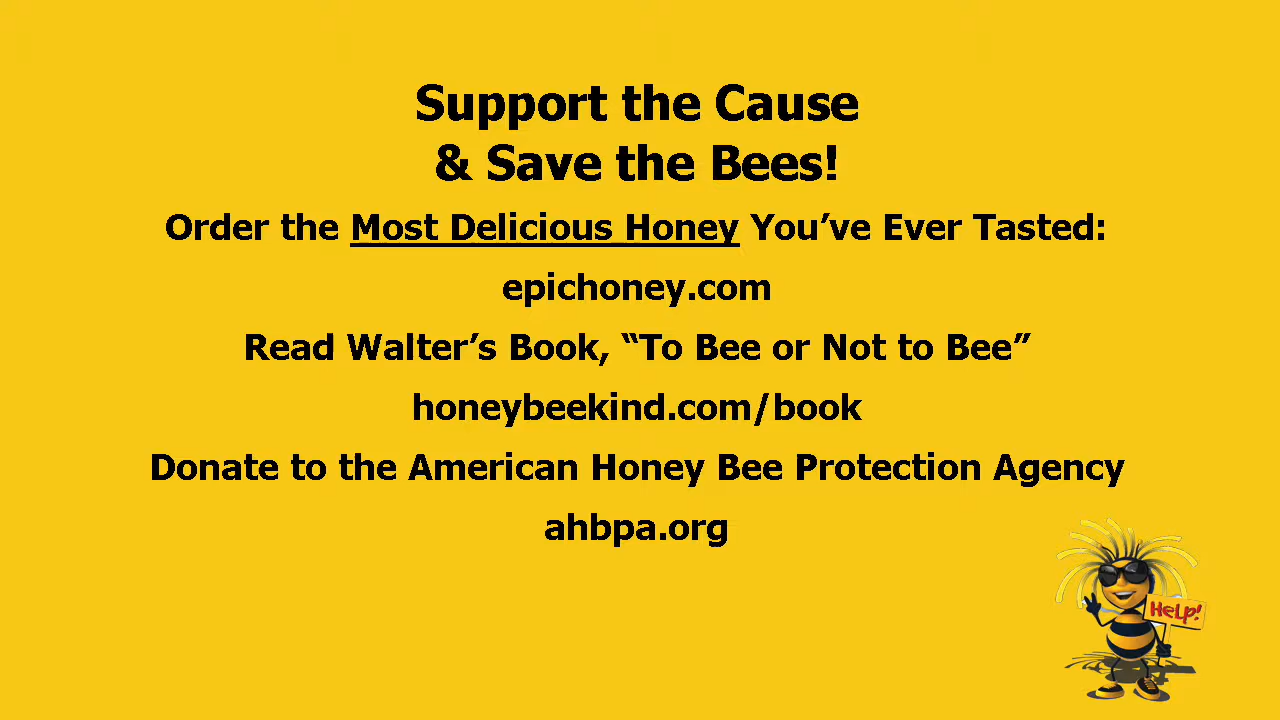 Support the Cause
& Save the Bees!
Order the Most Delicious Honey You’ve Ever Tasted:
epichoney.com
Read Walter’s Book, “To Bee or Not to Bee”
honeybeekind.com/book
Donate to the American Honey Bee Protection Agency
ahbpa.org
HeLp!